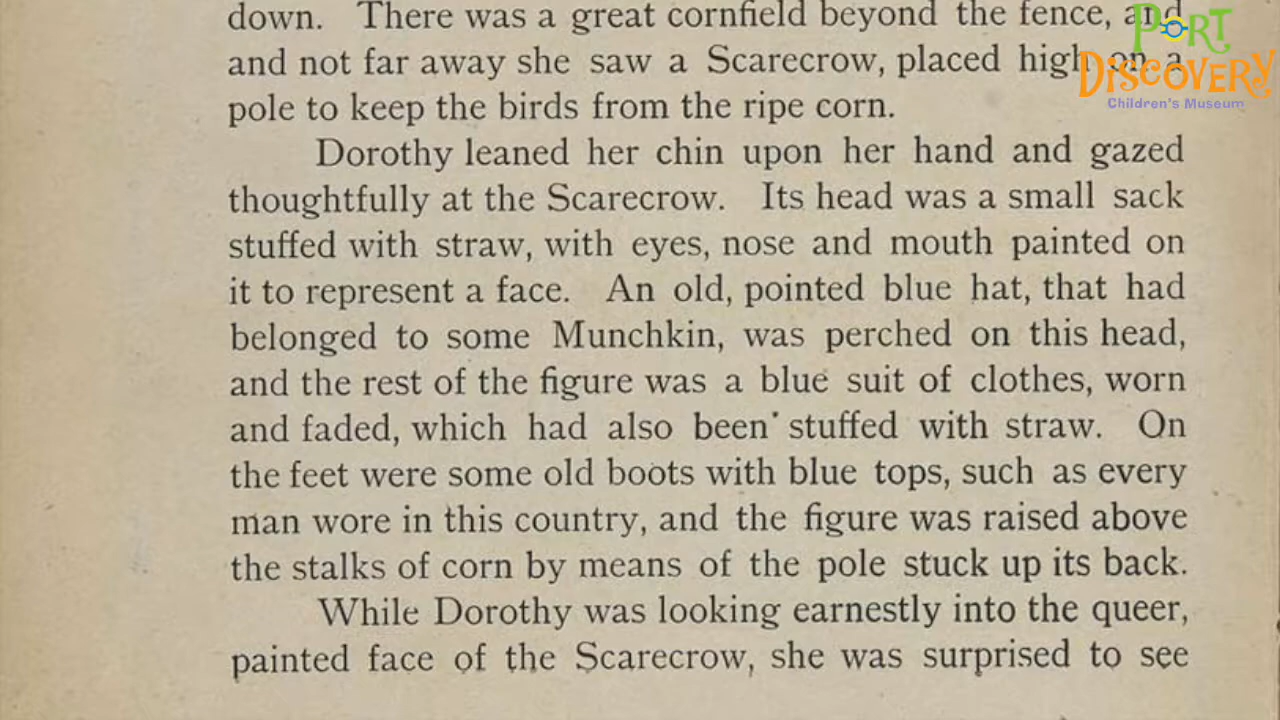 down. There was a great cornfield beyond the fence, and
and not far away she saw a Scarecrow, placed high on a
pole to keep the birds from the ripe corn.
Dorothy leaned her chin upon her hand and gazed
thoughtfully at the Scarecrow. Its head was a small sack
stuffed with straw, with eyes, nose and mouth painted on
it to represent a face. An old, pointed blue hat, that had
belonged to some Munchkin, was perched on this head,
and the rest of the figure was a blue suit of clothes, worn
and faded, which had also been stuffed with straw. On
the feet were some old boots with blue tops, such as every
man wore in this country, and the figure was raised above
the stalks of corn by means of the pole stuck up its back.
While Dorothy was looking earnestly into the queer,
painted face of the Scarecrow, she was surprised to see
PORT
DISCOVERY
Children's Museum